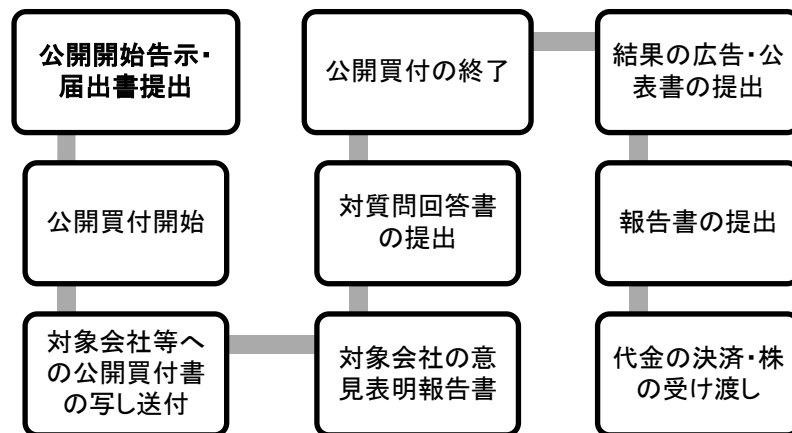 公開開始告示・
届出書提出
公開買付開始
対象会社等へ
の公開買付書
の写し送付
対象会社の意
見表明報告書
対質問回答書
の提出
公開買付の終了
結果の広告・公
表書の提出
報告書の提出
代金の決済・株
の受け渡し